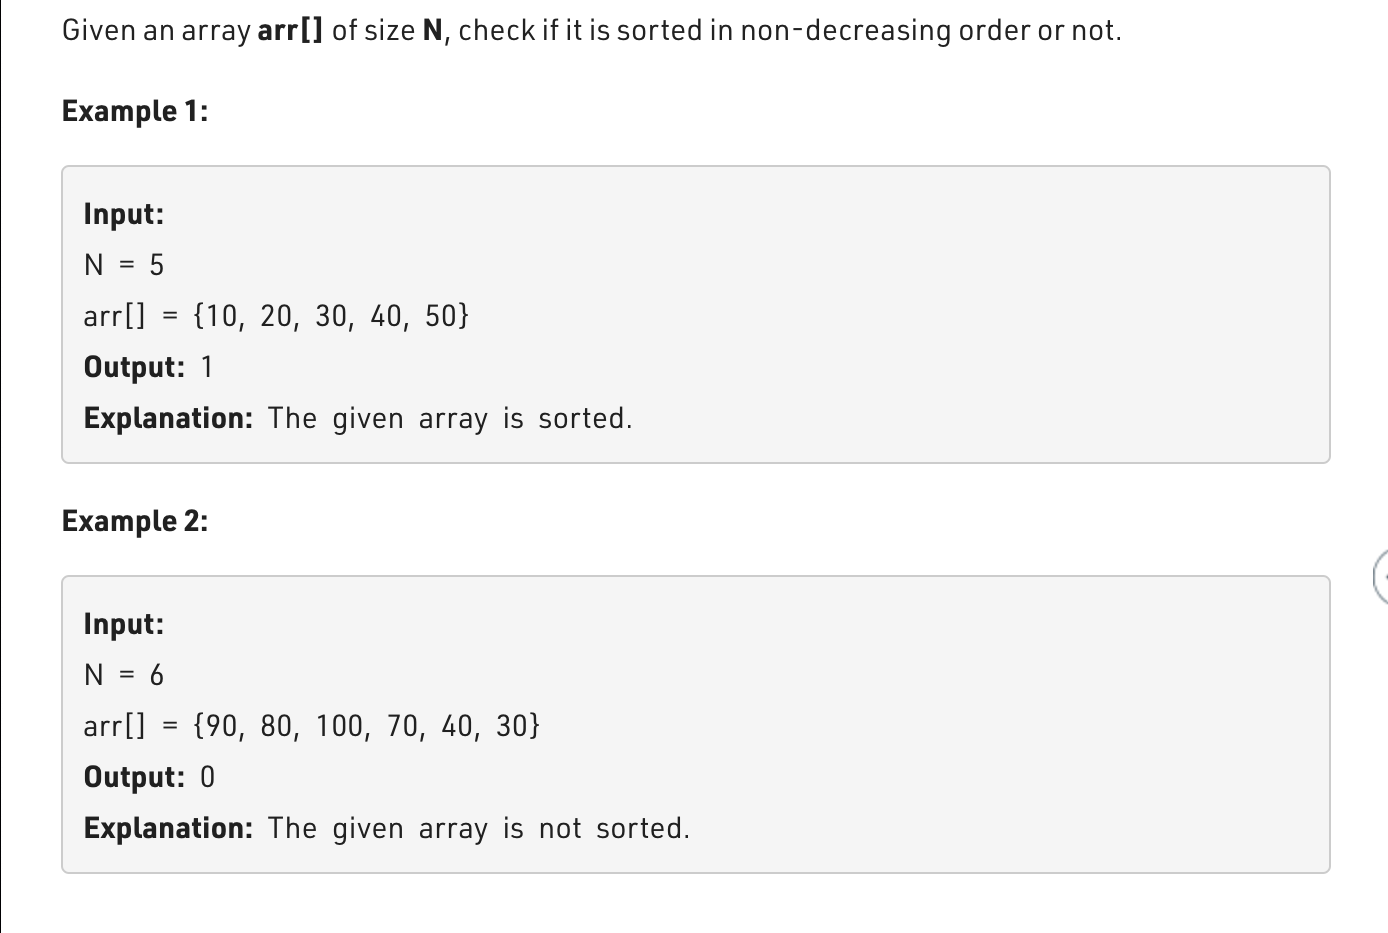 Given an array arr[] of size N, check if it is sorted in non-decreasing order or not.
Example 1:
Input:
N = 5
arr[] = {10, 20, 30, 40, 50}
Output: 1
Explanation: The given array is sorted.
Example 2:
Input:
N = 6
arr[] = {90, 80, 100, 70, 40, 30}
Output: 0
Explanation: The given array is not sorted.